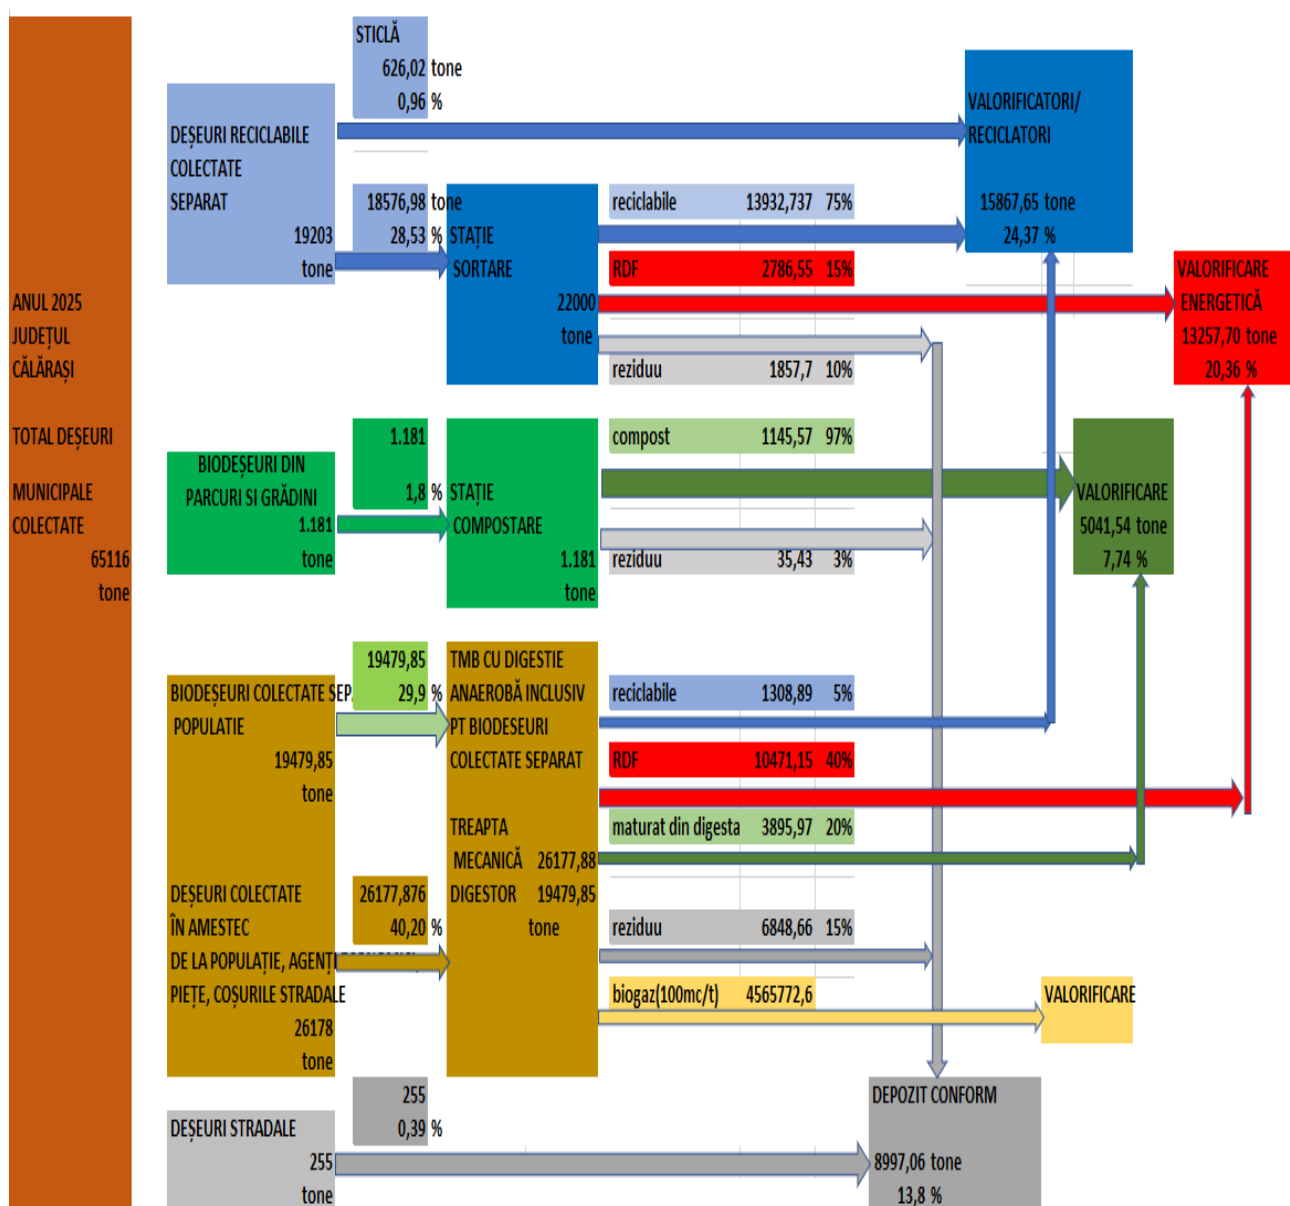 ANUL 2025
JUDEȚUL
CĂLĂRAȘI
TOTAL DEȘEURI
MUNICIPALE
COLECTATE
65116
tone
DEȘEURI RECICLABILE
COLECTATE
SEPARAT
19203
tone
STICLĂ
626,02 tone
0,96 %
18576,98 tone
28,53 %
STAȚIE
SORTARE
22000
tone
reciclabile 13932,737 75%
RDF 2786,55 15%
reziduu 1857,7 10%
VALORIFICATORI/
RECICLATORI
15867,65 tone
24,37 %
VALORIFICARE
ENERGETICĂ
13257,70 tone
20,36 %
BIODEȘEURI DIN
PARCURI SI GRĂDINI
1.181
tone
1.181
1,8 %
STAȚIE
COMPOSTARE
1.181
tone
compost 1145,57 97%
reziduu 35,43 3%
VALORIFICARE
5041,54 tone
7,74 %
BIODEȘEURI COLECTATE SEP
POPULATIE
19479,85
tone
19479,85
29,9 %
DEȘEURI COLECTATE
ÎN AMESTEC
DE LA POPULAȚIE, AGENȚI
PIEȚE, COȘURILE STRADALE
26178
tone
26177,876
40,20 %
TMB CU DIGESTIE
ANAEROBĂ INCLUSIV
PT BIODESEURI
COLECTATE SEPARAT
TREAPTA
MECANICĂ 26177,88
DIGESTOR 19479,85
tone
reciclabile 1308,89 5%
RDF 10471,15 40%
maturat din digesta 3895,97 20%
reziduu 6848,66 15%
biogaz(100mc/t) 4565772,6
VALORIFICARE
DEȘEURI STRADALE
255
tone
255
0,39 %
DEPOZIT CONFORM
8997,06 tone
13,8 %